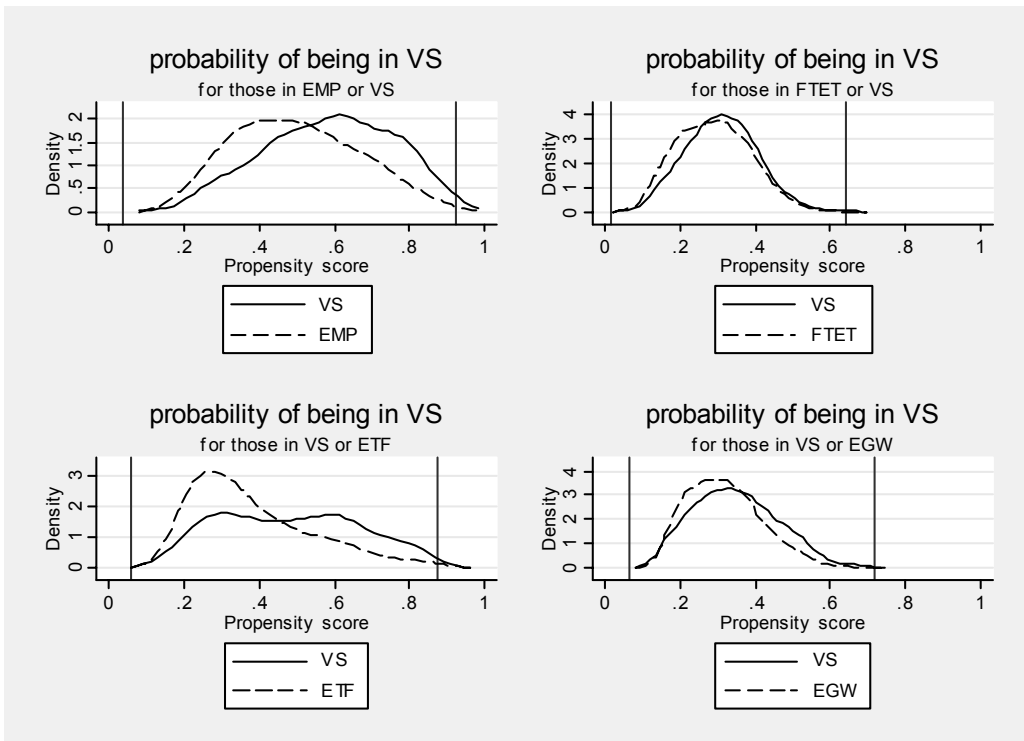 probability of being in VS
for those in EMP or VS
Density
0 .5 1 1.5 2
0 .2 .4 .6 .8 1
Propensity score
VS
EMP
probability of being in VS
for those in FTET or VS
Density
0 1 2 3 4
0 .2 .4 .6 .8 1
Propensity score
VS
FTET
probability of being in VS
for those in VS or ETF
Density
0 1 2 3
0 .2 .4 .6 .8 1
Propensity score
VS
ETF
probability of being in VS
for those in VS or EGW
Density
0 1 2 3 4
0 .2 .4 .6 .8 1
Propensity score
VS
EGW